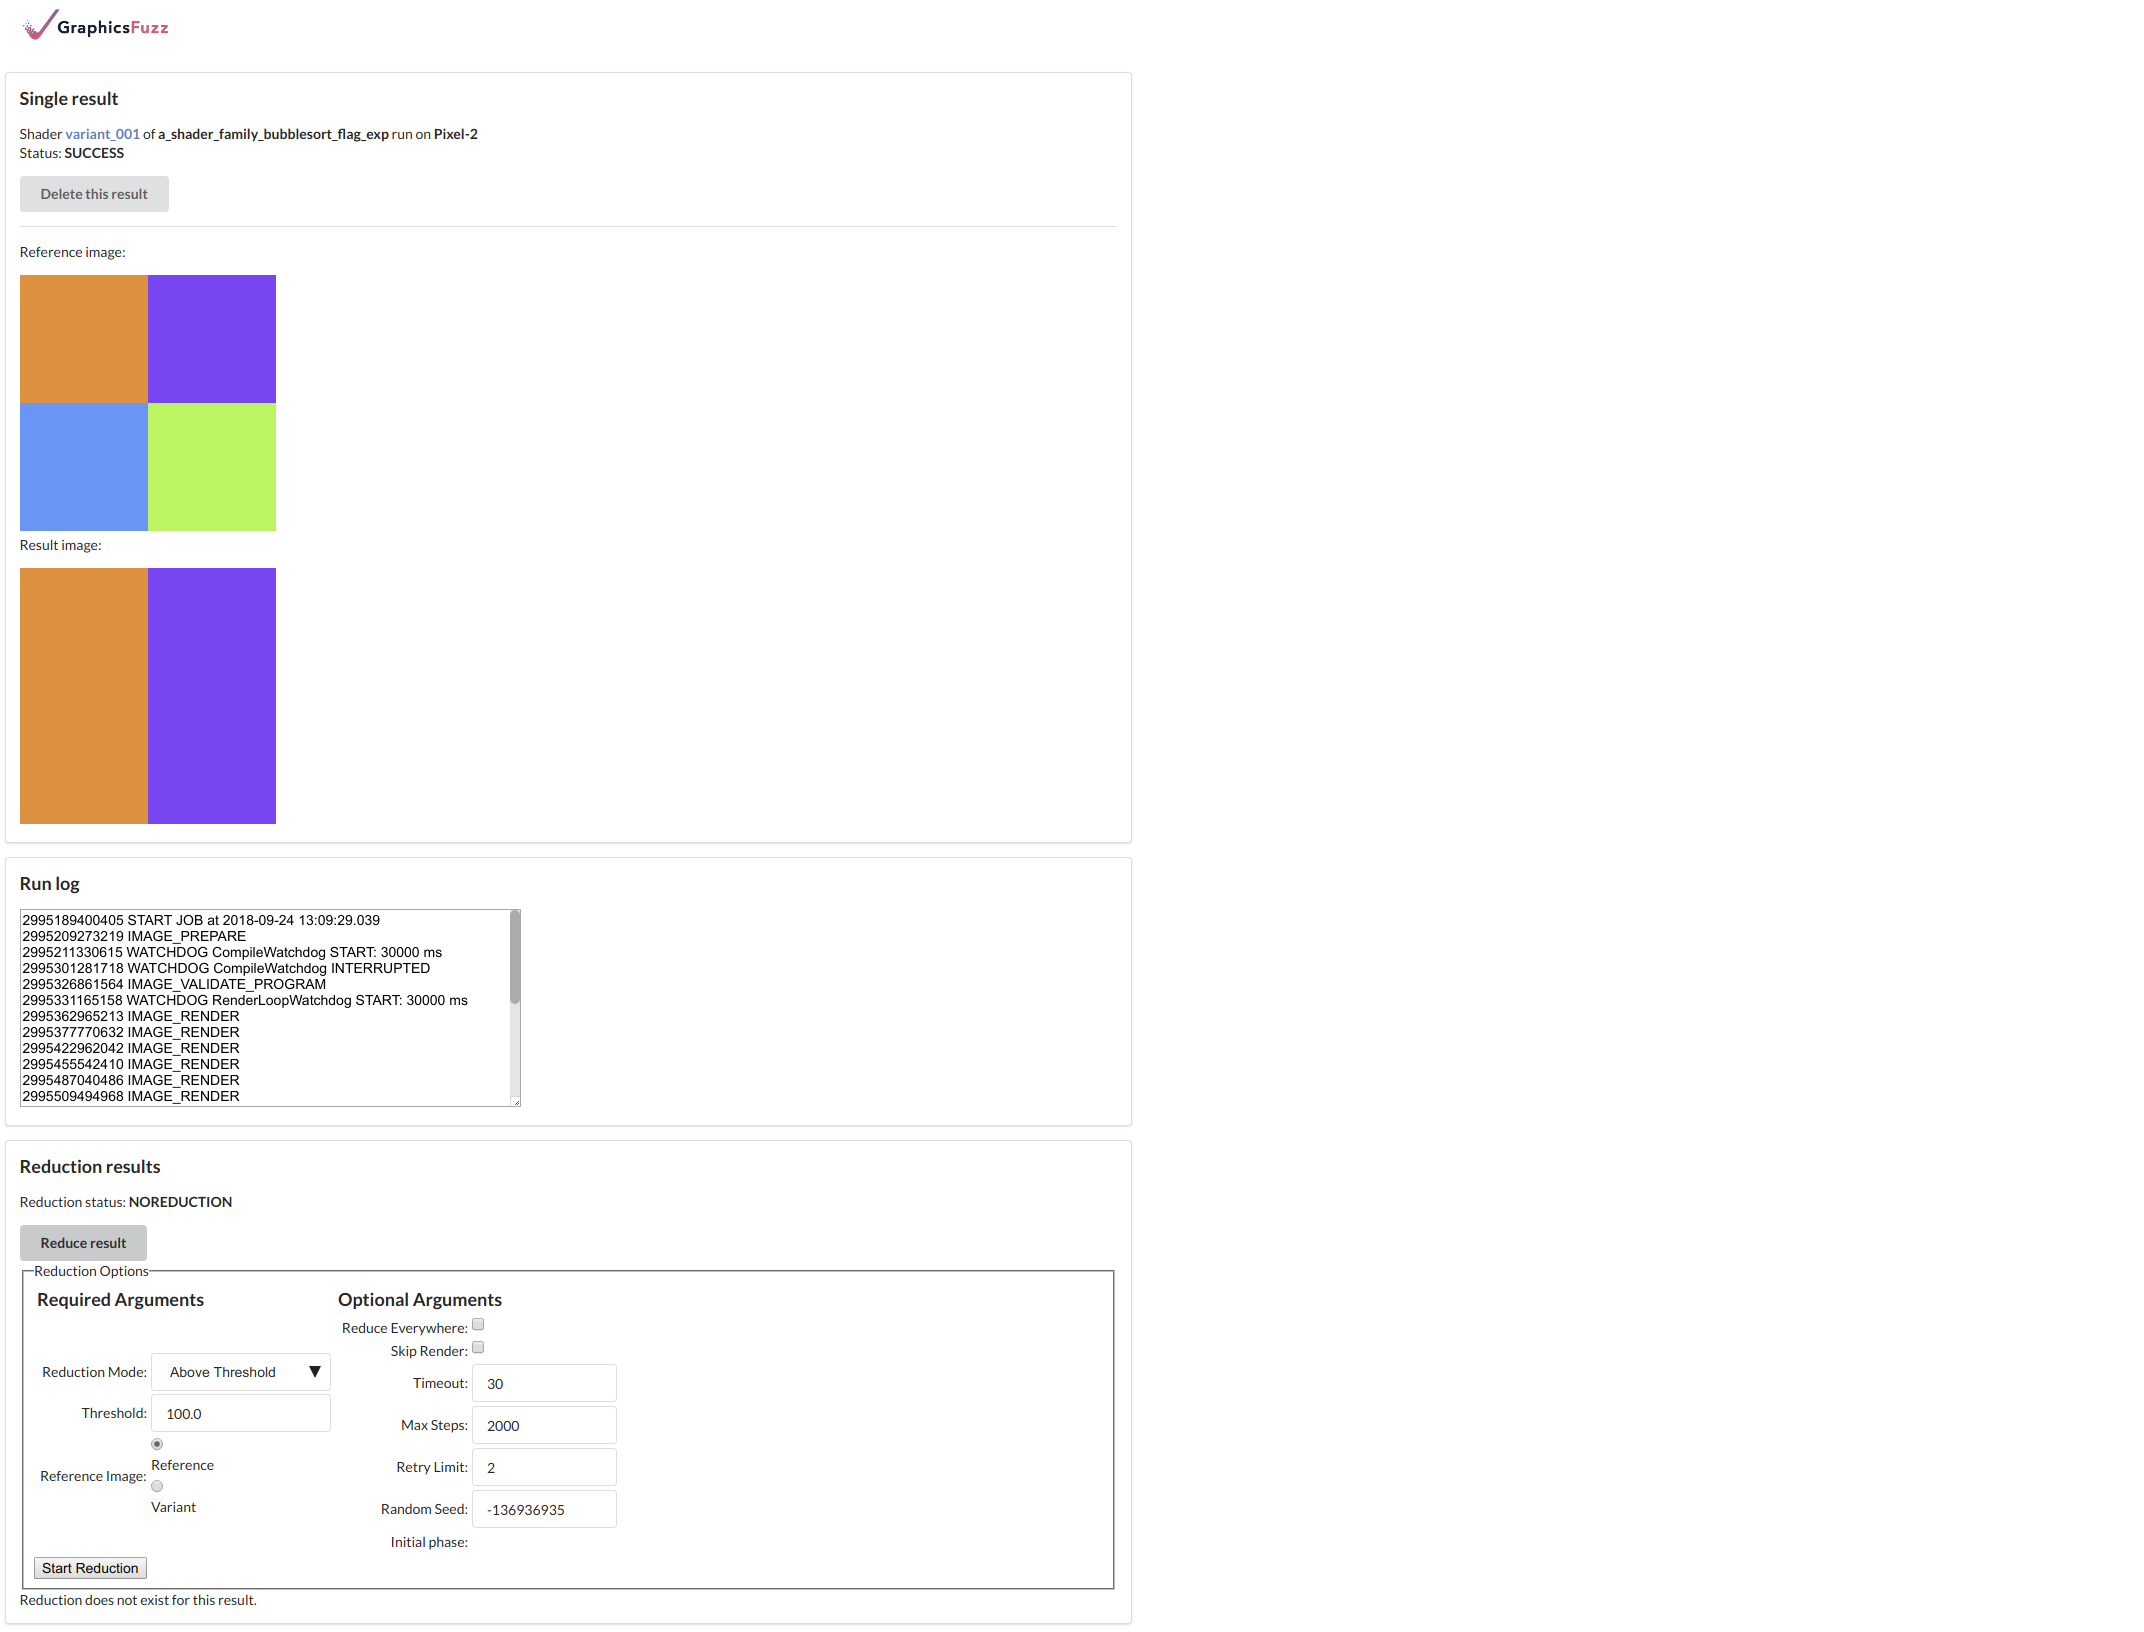 GraphicsFuzz
Single result
Shader variant_001 of a_shader_family_bubblesort_flag_exp run on Pixel-2
Status: SUCCESS
Delete this result
Reference image:
Result image:
Run log
2995189400405 START JOB at 2018-09-24 13:09:29.039
2995209273219 IMAGE_PREPARE
2995211330615 WATCHDOG CompileWatchdog START: 30000 ms
2995301281718 WATCHDOG CompileWatchdog INTERRUPTED
2995326861564 IMAGE_VALIDATE_PROGRAM
2995331165158 WATCHDOG RenderLoopWatchdog START: 30000 ms
2995362965213 IMAGE_RENDER
2995377770632 IMAGE_RENDER
2995422962042 IMAGE_RENDER
2995455542410 IMAGE_RENDER
2995487040486 IMAGE_RENDER
2995509494968 IMAGE_RENDER
Reduction results
Reduction status: NOREDUCTION
Reduce result
Reduction Options
Required Arguments
Reduction Mode: Above Threshold
Threshold: 100.0
Reference Image:
Reference
Variant
Optional Arguments
Reduce Everywhere:
Skip Render:
Timeout: 30
Max Steps: 2000
Retry Limit: 2
Random Seed: -136936935
Initial phase:
Start Reduction
Reduction does not exist for this result.